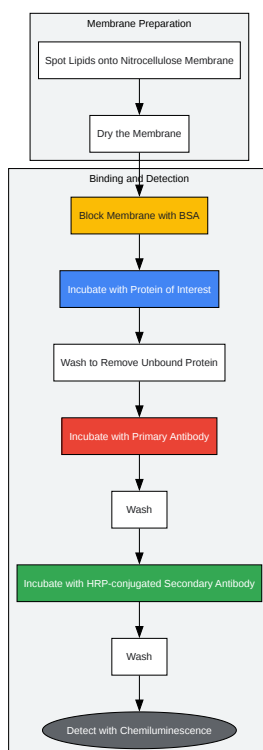 Membrane Preparation
Spot Lipids onto Nitrocellulose Membrane
Dry the Membrane
Binding and Detection
Block Membrane with BSA
Incubate with Protein of Interest
Wash to Remove Unbound Protein
Incubate with Primary Antibody
Wash
Incubate with HRP-conjugated Secondary Antibody
Wash
Detect with Chemiluminescence